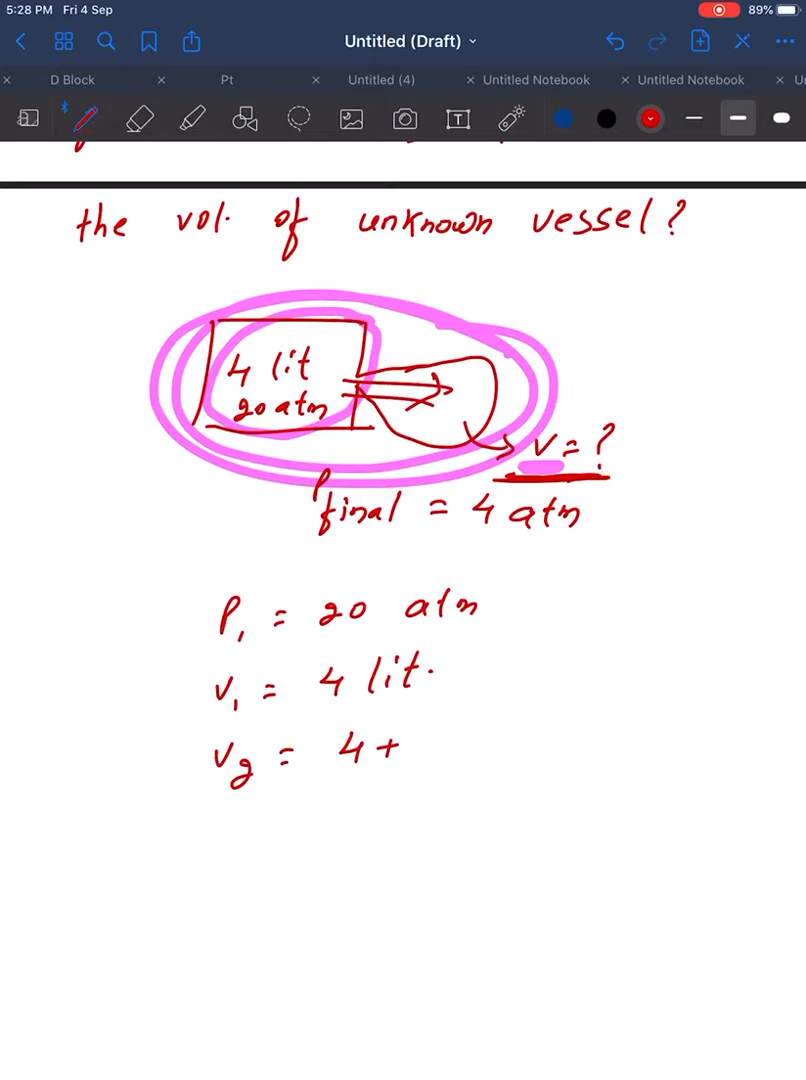 5:28 PM Fri 4 Sep 89%
Untitled (Draft)
D Block Pt Untitled (4) Untitled Notebook Untitled Notebook
the vol. of unknown vessel?
4 lit
20 atm
v = ?
P final = 4 atm
P₁ = 20 atm
V₁ = 4 lit.
V₂ = 4 +